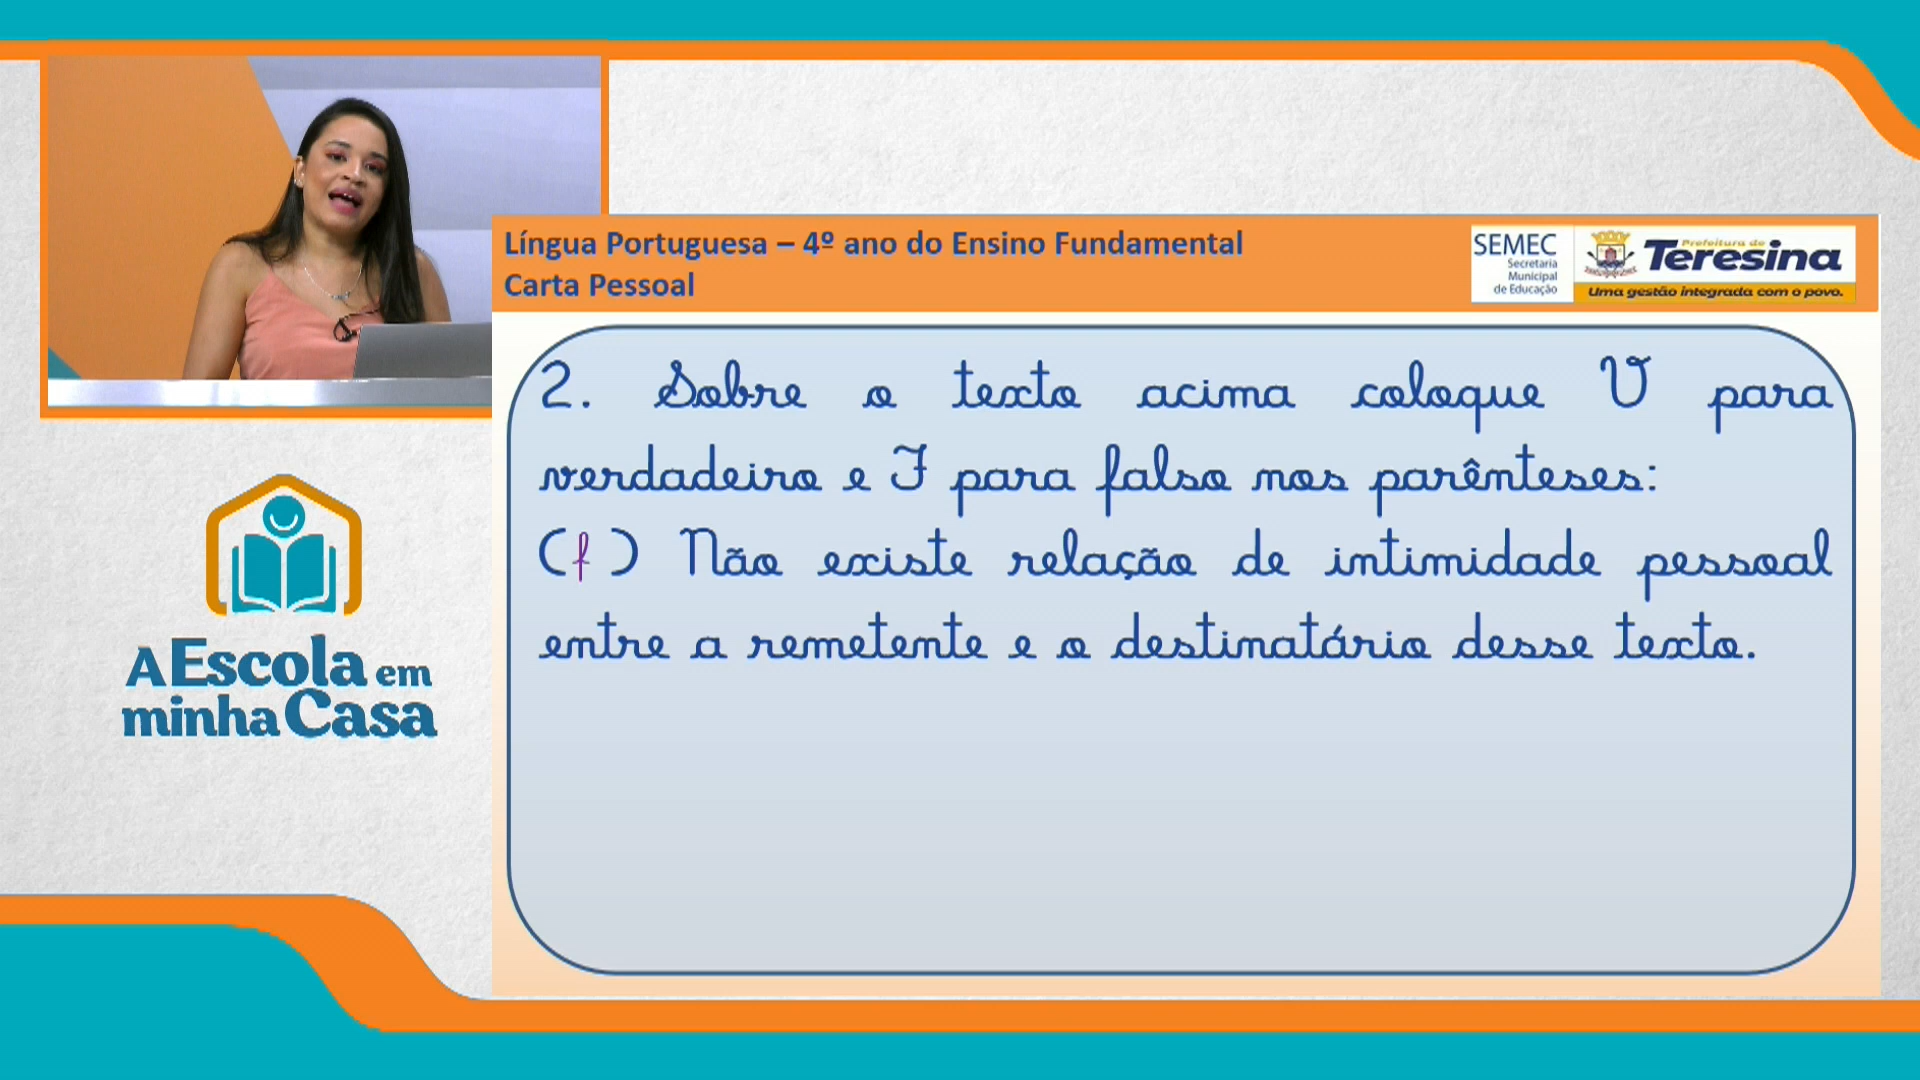 Língua Portuguesa – 4º ano do Ensino Fundamental
Carta Pessoal
SEMEC
Secretaria
Municipal
de Educação
Prefeitura de
Teresina
Uma gestão integrada com o povo.
2. Sobre o texto acima coloque V para
verdadeiro e F para falso nos parênteses:
(f) Não existe relação de intimidade pessoal
entre a remetente e o destinatário desse texto.
A Escola em
minha Casa